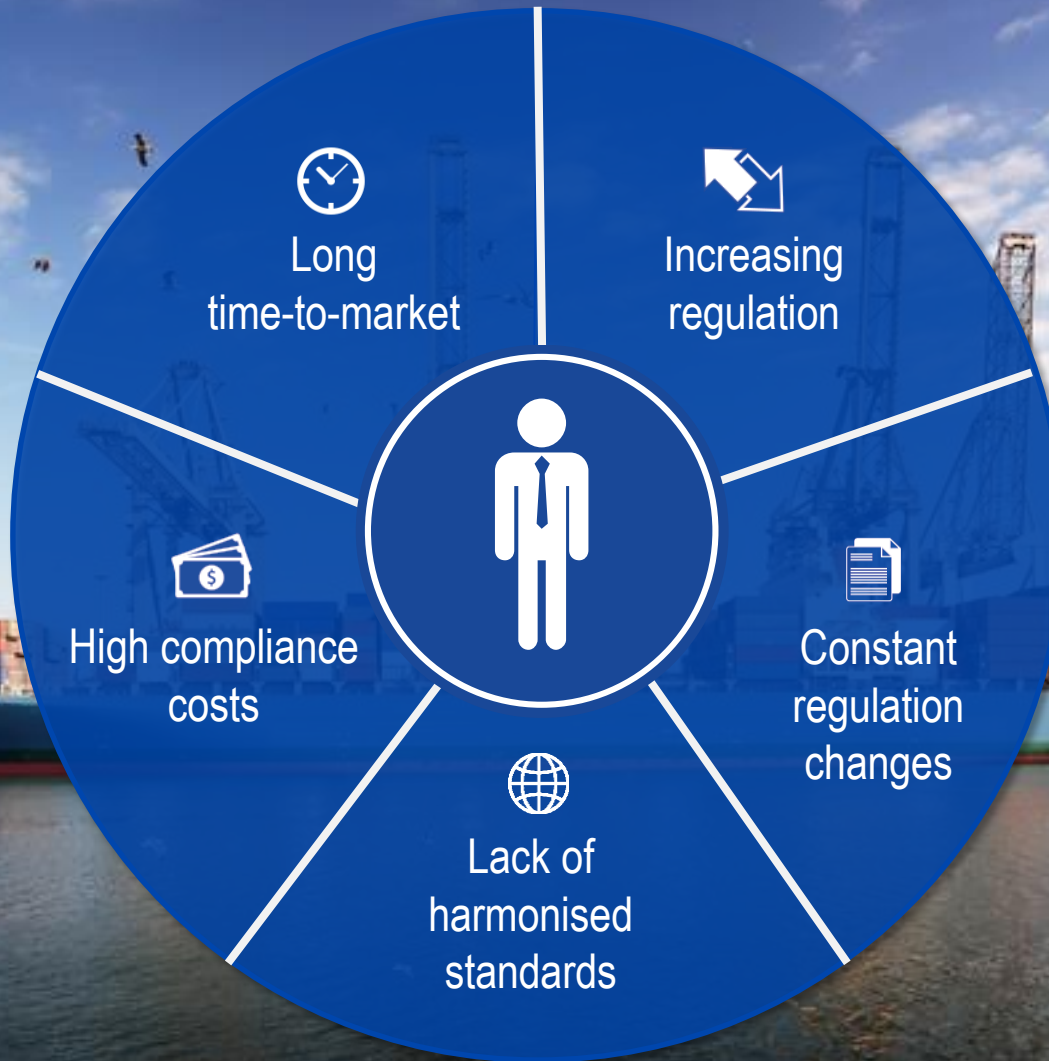 Long
time-to-market
Increasing
regulation
High compliance
costs
$
Constant
regulation
changes
Lack of
harmonised
standards